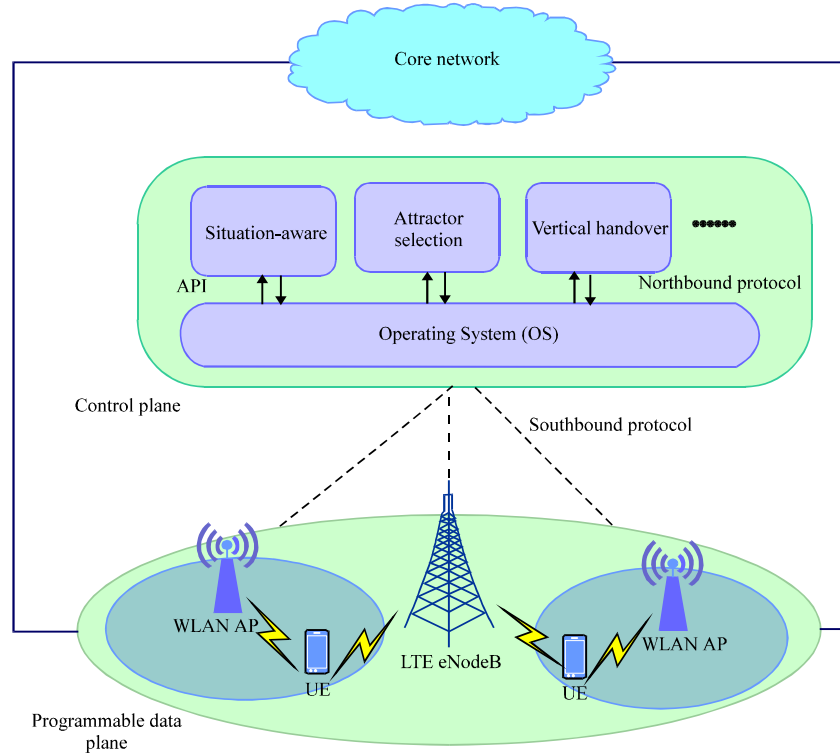 Core network
Situation-aware
Attractor
selection
Vertical handover
API
Northbound protocol
Operating System (OS)
Control plane
Southbound protocol
WLAN AP
UE
LTE eNodeB
UE
WLAN AP
Programmable data
plane